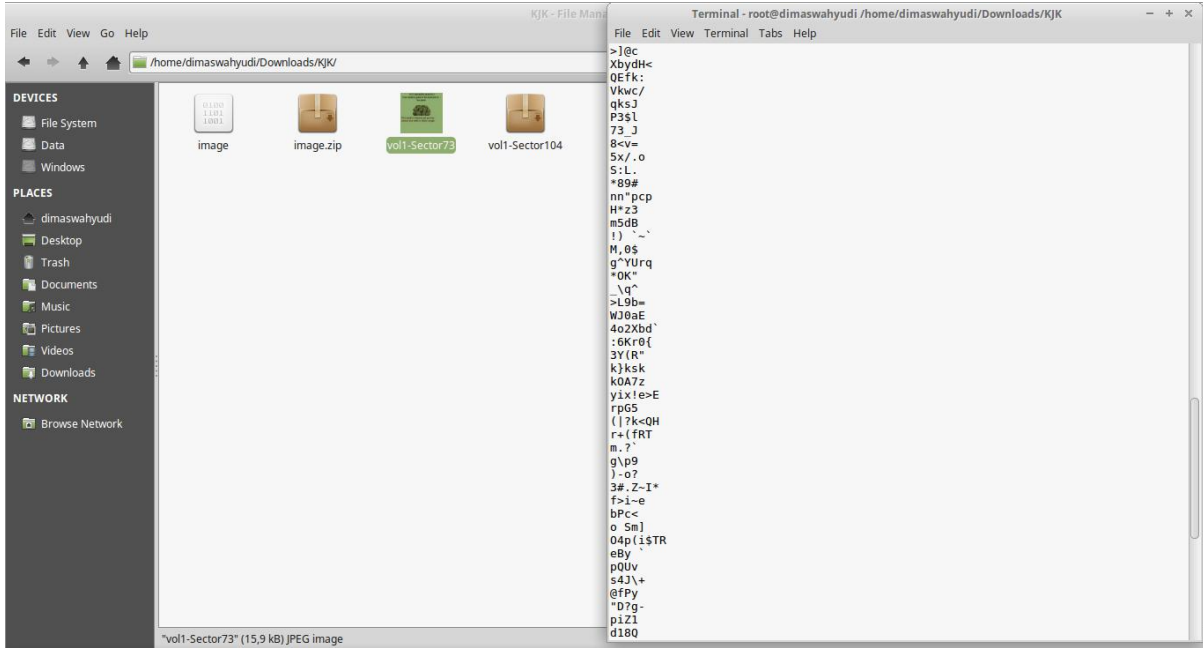 KJK - File Mana
File Edit View Go Help
/home/dimaswahyudi/Downloads/KJK/
DEVICES
File System
Data
Windows
PLACES
dimaswahyudi
Desktop
Trash
Documents
Music
Pictures
Videos
Downloads
NETWORK
Browse Network
0100
1101
1001
image
image.zip
vol1-Sector73
vol1-Sector104
"vol1-Sector73" (15,9 kB) JPEG image
Terminal - root@dimaswahyudi /home/dimaswahyudi/Downloads/KJK
File Edit View Terminal Tabs Help
>]@c
XbydH<
QEfk:
Vkwc/
qksJ
P3$l
73_J
8<v=
5x/.o
S:L.
*89#
nn"pcp
H*z3
m5dB
!) `~`
M,0$
g^YUrq
*OK"
_\q^
>L9b=
WJ0aE
4o2Xbd`
:6Kr0{
3Y(R"
k}ksk
kOA7z
yix!e>E
rpG5
(|?k<QH
r+(fRT
m.?`
g\p9
)-o?
3#.Z~I*
f>i~e
bPc<
o Sm]
O4p(i$TR
eBy `
pQUv
s4J\+
@fPy
"D?g-
piZ1
d18Q